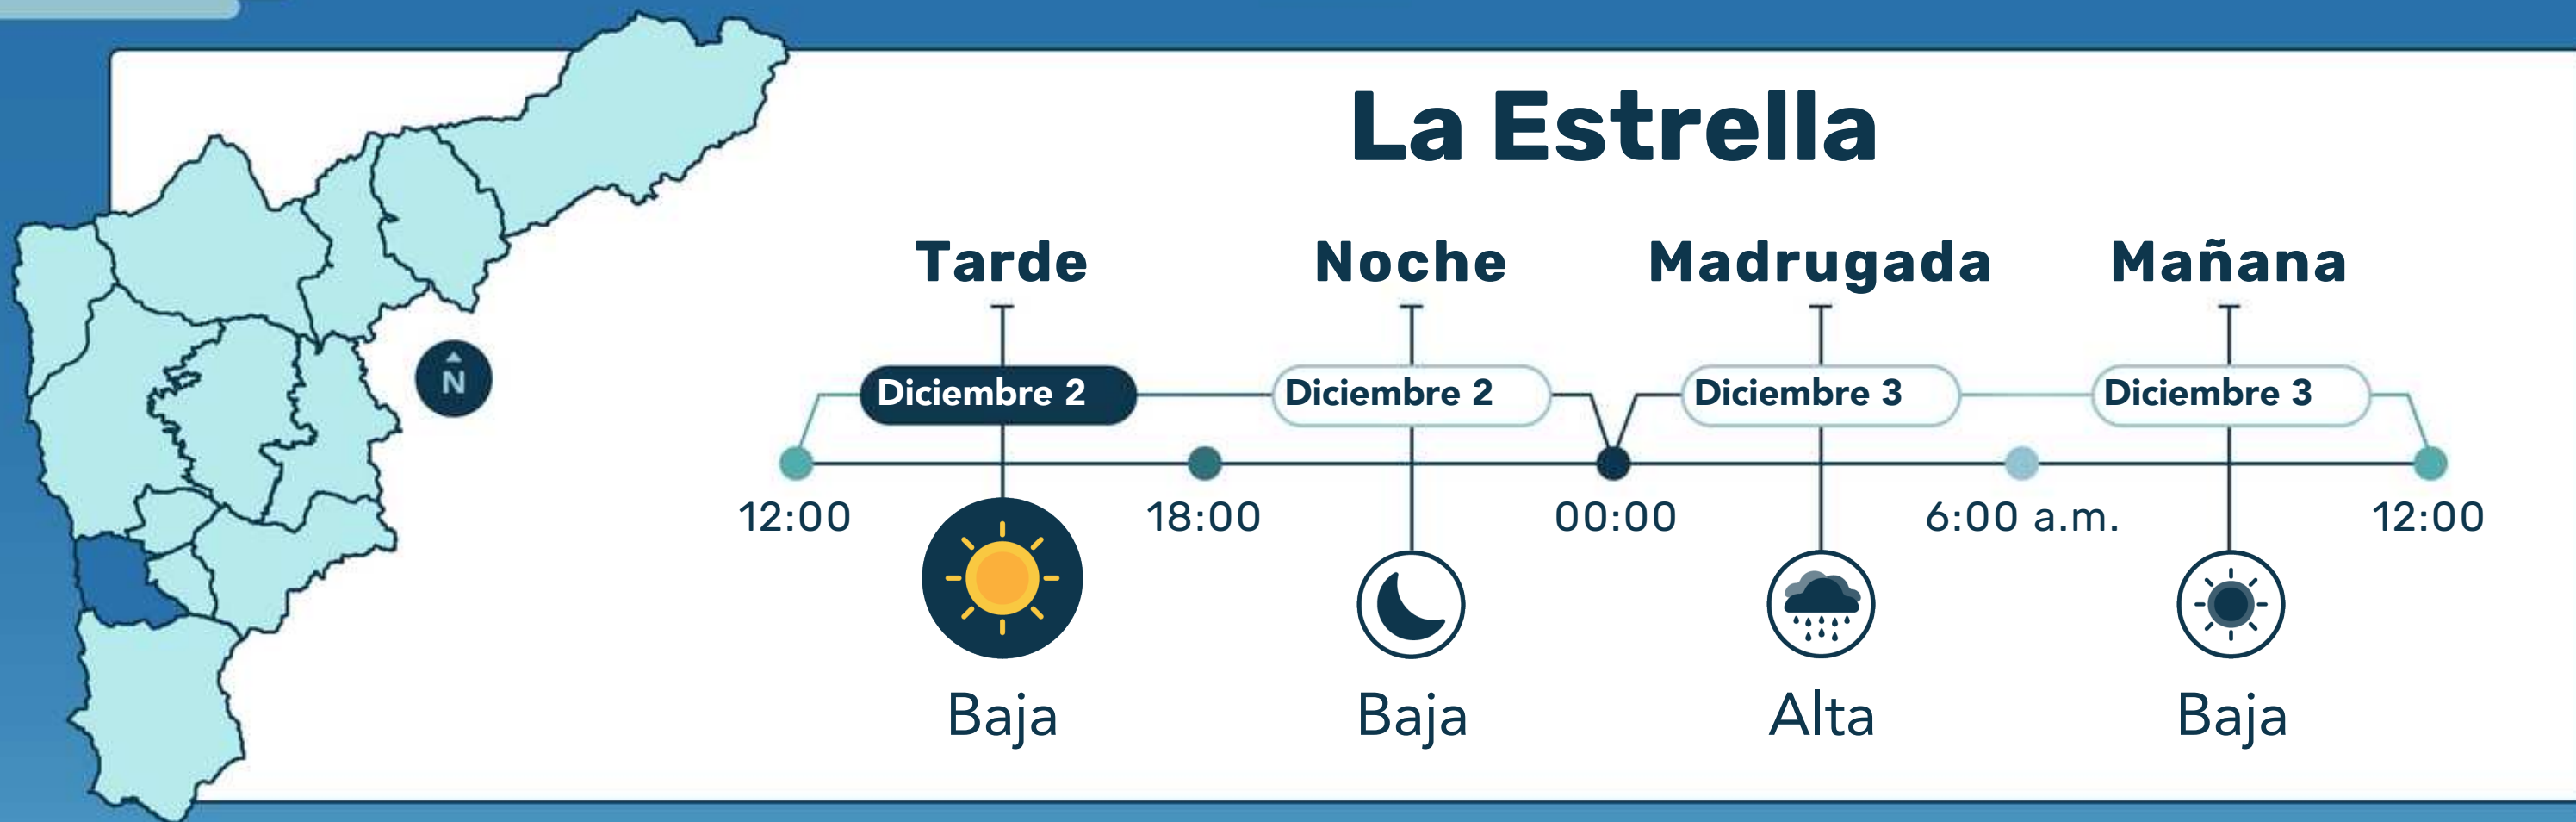 La Estrella
Tarde Noche Madrugada Mañana
N
Diciembre 2 Diciembre 2 Diciembre 3 Diciembre 3
12:00 18:00 00:00 6:00 a.m. 12:00
Baja Baja Alta Baja